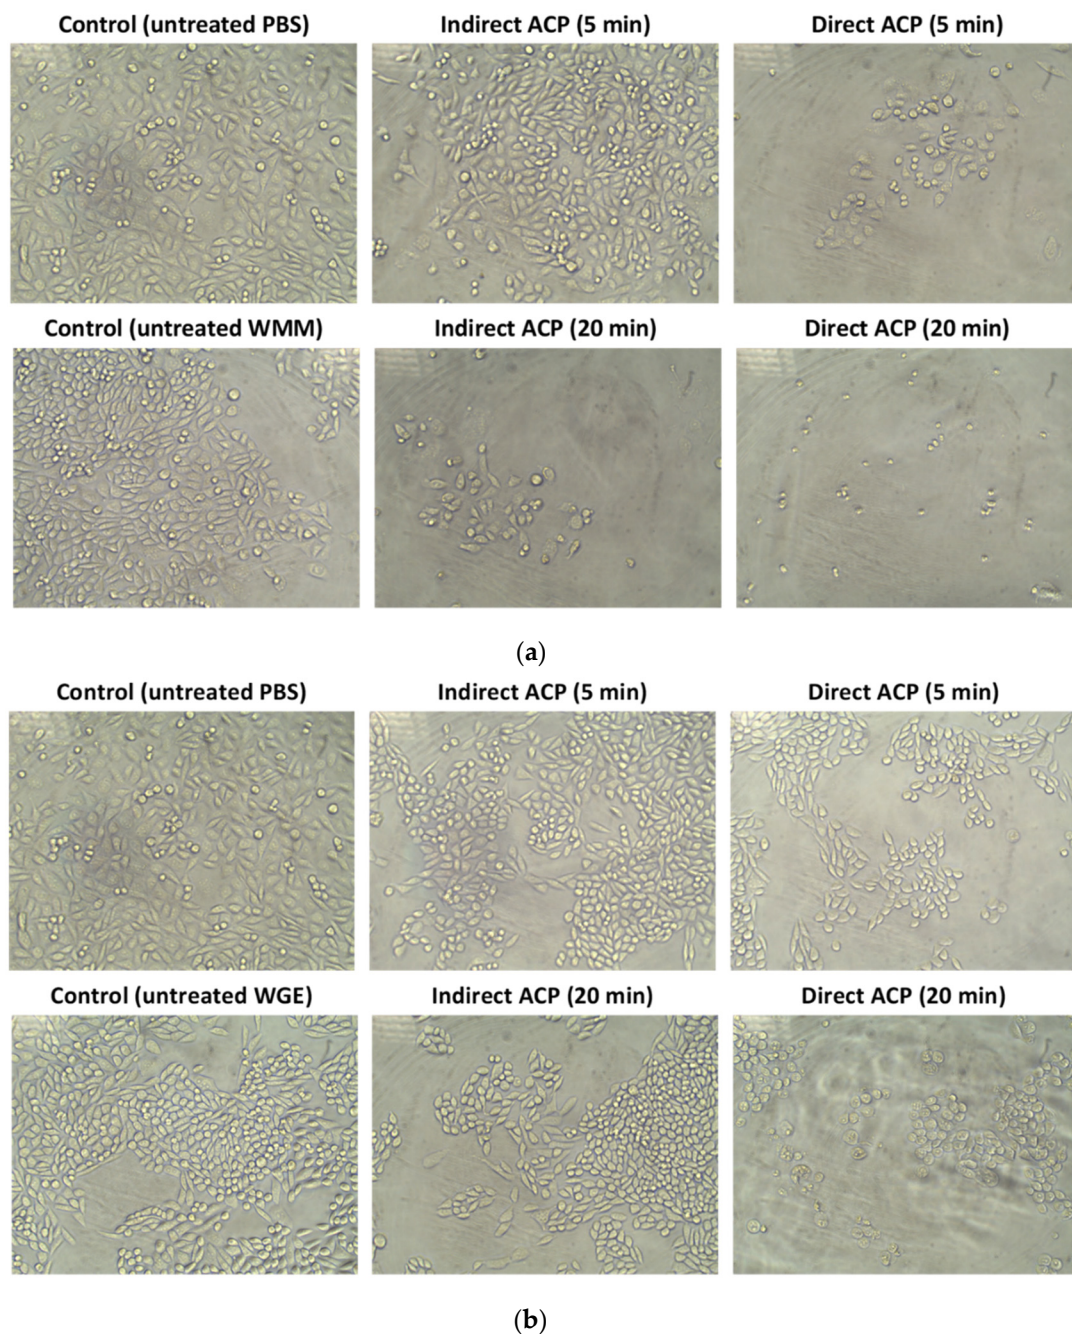 Control (untreated PBS) Indirect ACP (5 min) Direct ACP (5 min)
Control (untreated WMM) Indirect ACP (20 min) Direct ACP (20 min)
(a)
Control (untreated PBS) Indirect ACP (5 min) Direct ACP (5 min)
Control (untreated WGE) Indirect ACP (20 min) Direct ACP (20 min)
(b)